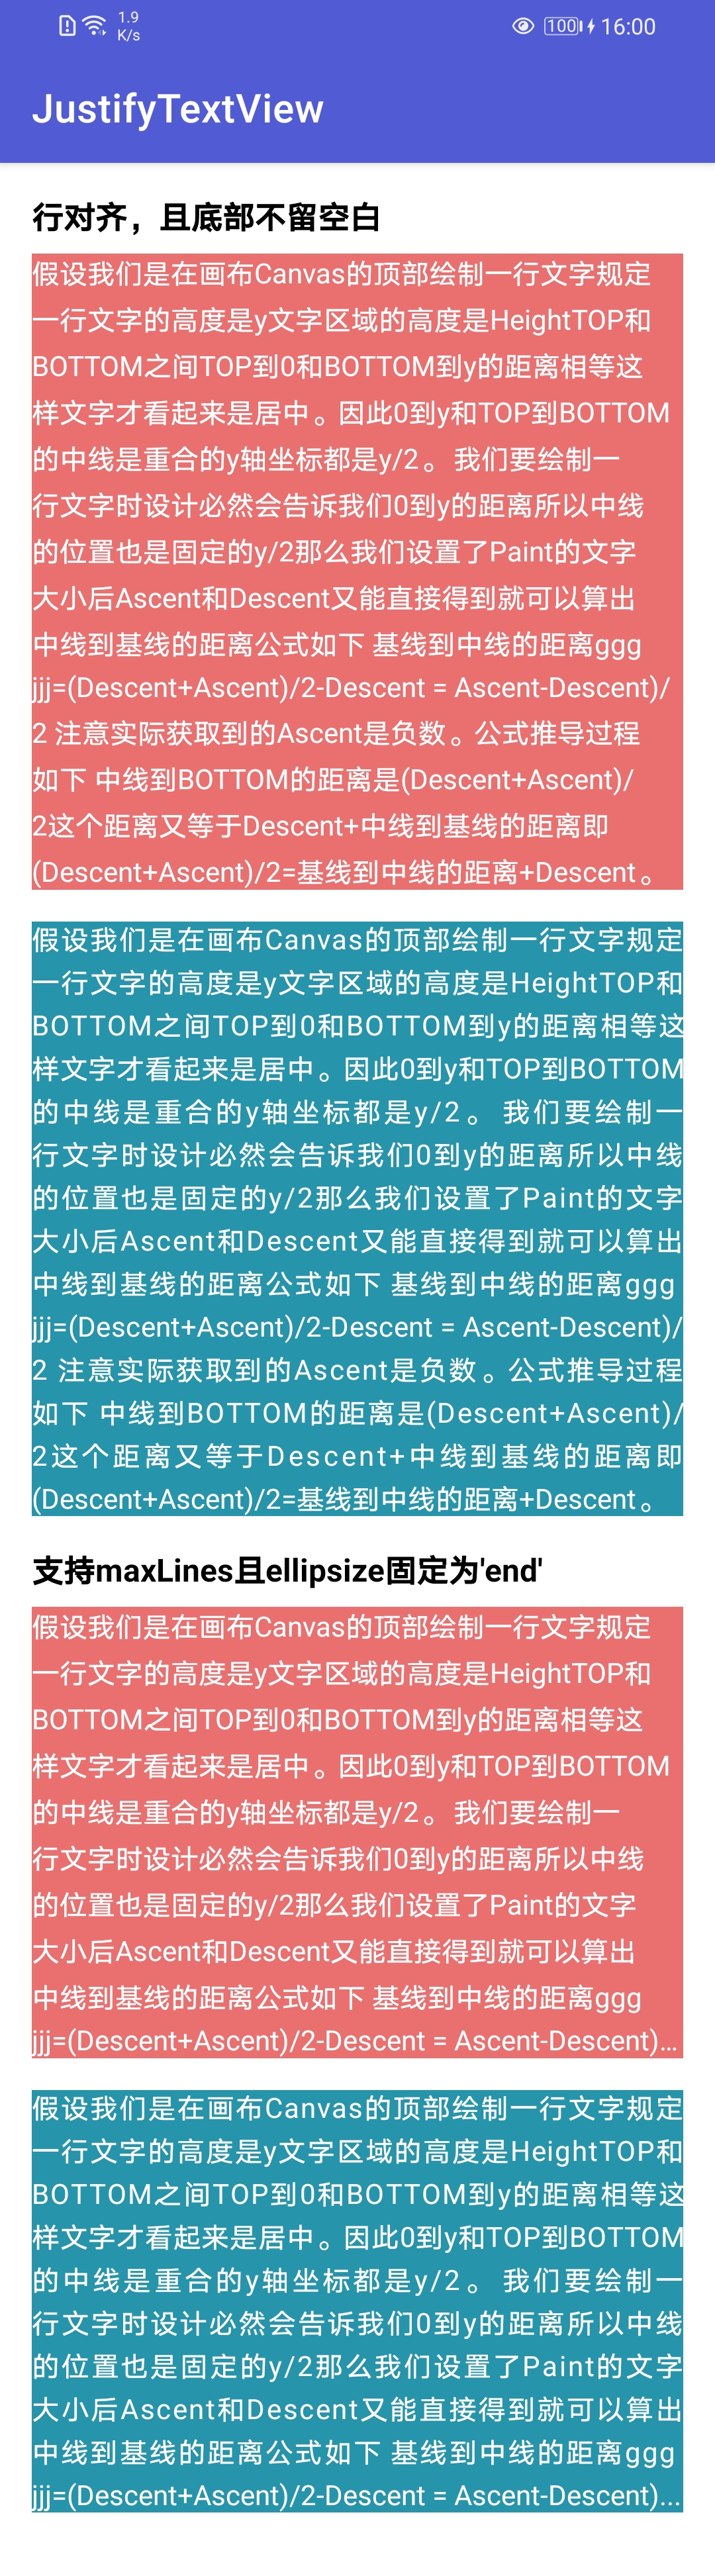 1.9
K/s
100
16:00
JustifyTextView
行对齐，且底部不留空白
假设我们是在画布Canvas的顶部绘制一行文字规定
一行文字的高度是y文字区域的高度是HeightTOP和
BOTTOM之间TOP到0和BOTTOM到y的距离相等这
样文字才看起来是居中。因此0到y和TOP到BOTTOM
的中线是重合的y轴坐标都是y/2。 我们要绘制一
行文字时设计必然会告诉我们0到y的距离所以中线
的位置也是固定的y/2那么我们设置了Paint的文字
大小后Ascent和Descent又能直接得到就可以算出
中线到基线的距离公式如下 基线到中线的距离ggg
jjj=(Descent+Ascent)/2-Descent = Ascent-Descent)/
2 注意实际获取到的Ascent是负数。公式推导过程
如下 中线到BOTTOM的距离是(Descent+Ascent)/
2这个距离又等于Descent+中线到基线的距离即
(Descent+Ascent)/2=基线到中线的距离+Descent。
假设我们是在画布Canvas的顶部绘制一行文字规定
一行文字的高度是y文字区域的高度是HeightTOP和
BOTTOM之间TOP到0和BOTTOM到y的距离相等这
样文字才看起来是居中。因此0到y和TOP到BOTTOM
的中线是重合的y轴坐标都是y/2。 我们要绘制一
行文字时设计必然会告诉我们0到y的距离所以中线
的位置也是固定的y/2那么我们设置了Paint的文字
大小后Ascent和Descent又能直接得到就可以算出
中线到基线的距离公式如下 基线到中线的距离ggg
jjj=(Descent+Ascent)/2-Descent = Ascent-Descent)/
2 注意实际获取到的Ascent是负数。公式推导过程
如下 中线到BOTTOM的距离是(Descent+Ascent)/
2这个距离又等于Descent+中线到基线的距离即
(Descent+Ascent)/2=基线到中线的距离+Descent。
支持maxLines且ellipsize固定为'end'
假设我们是在画布Canvas的顶部绘制一行文字规定
一行文字的高度是y文字区域的高度是HeightTOP和
BOTTOM之间TOP到0和BOTTOM到y的距离相等这
样文字才看起来是居中。因此0到y和TOP到BOTTOM
的中线是重合的y轴坐标都是y/2。 我们要绘制一
行文字时设计必然会告诉我们0到y的距离所以中线
的位置也是固定的y/2那么我们设置了Paint的文字
大小后Ascent和Descent又能直接得到就可以算出
中线到基线的距离公式如下 基线到中线的距离ggg
jjj=(Descent+Ascent)/2-Descent = Ascent-Descent)...
假设我们是在画布Canvas的顶部绘制一行文字规定
一行文字的高度是y文字区域的高度是HeightTOP和
BOTTOM之间TOP到0和BOTTOM到y的距离相等这
样文字才看起来是居中。因此0到y和TOP到BOTTOM
的中线是重合的y轴坐标都是y/2。 我们要绘制一
行文字时设计必然会告诉我们0到y的距离所以中线
的位置也是固定的y/2那么我们设置了Paint的文字
大小后Ascent和Descent又能直接得到就可以算出
中线到基线的距离公式如下 基线到中线的距离ggg
jjj=(Descent+Ascent)/2-Descent = Ascent-Descent)...